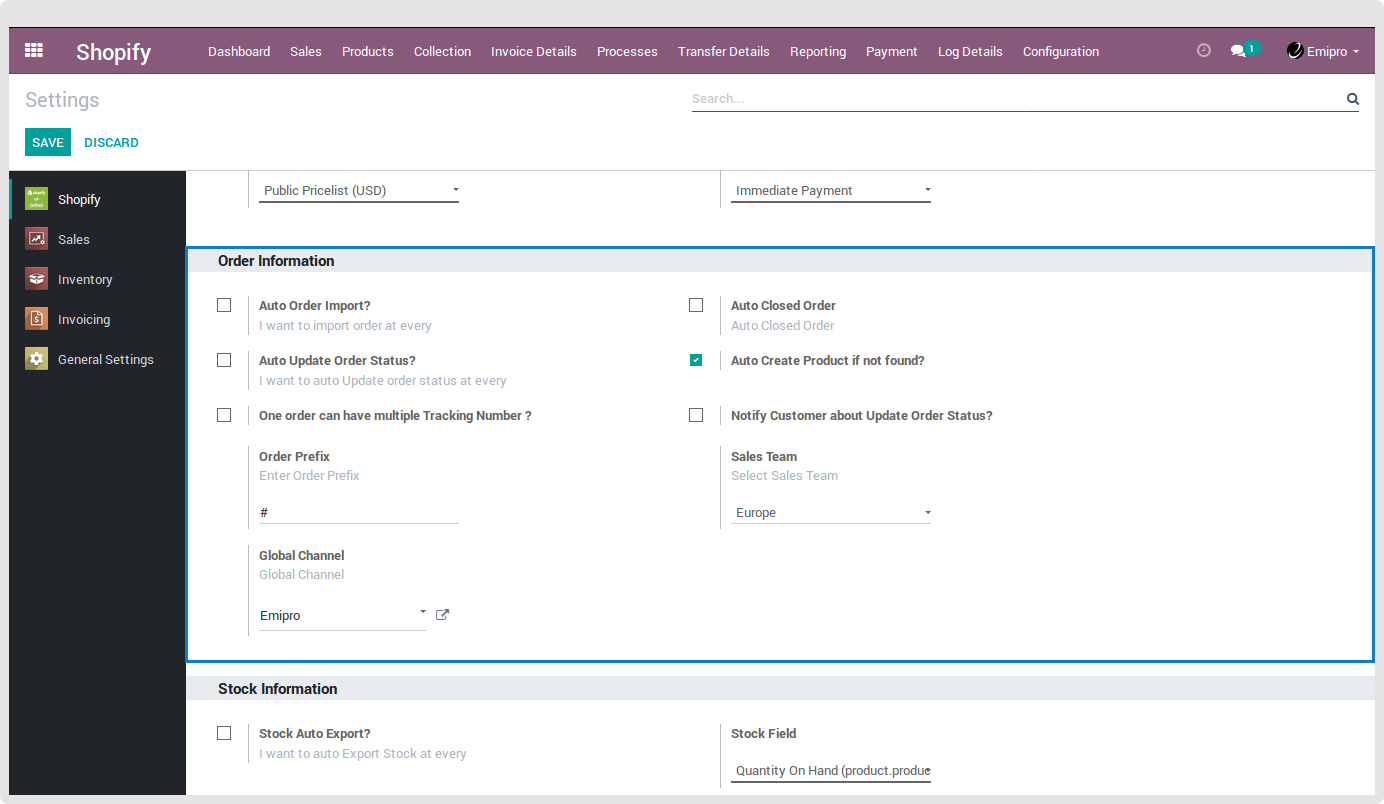 Shopify
Dashboard Sales Products Collection Invoice Details Processes Transfer Details Reporting Payment Log Details Configuration
1
Emipro
Settings
Search...
SAVE DISCARD
Shopify
Sales
Inventory
Invoicing
General Settings
Public Pricelist (USD)
Immediate Payment
Order Information
Auto Order Import?
I want to import order at every
Auto Closed Order
Auto Closed Order
Auto Update Order Status?
I want to auto Update order status at every
Auto Create Product if not found?
One order can have multiple Tracking Number ?
Notify Customer about Update Order Status?
Order Prefix
Enter Order Prefix
#
Sales Team
Select Sales Team
Europe
Global Channel
Global Channel
Emipro
Stock Information
Stock Auto Export?
I want to auto Export Stock at every
Stock Field
Quantity On Hand (product.produc